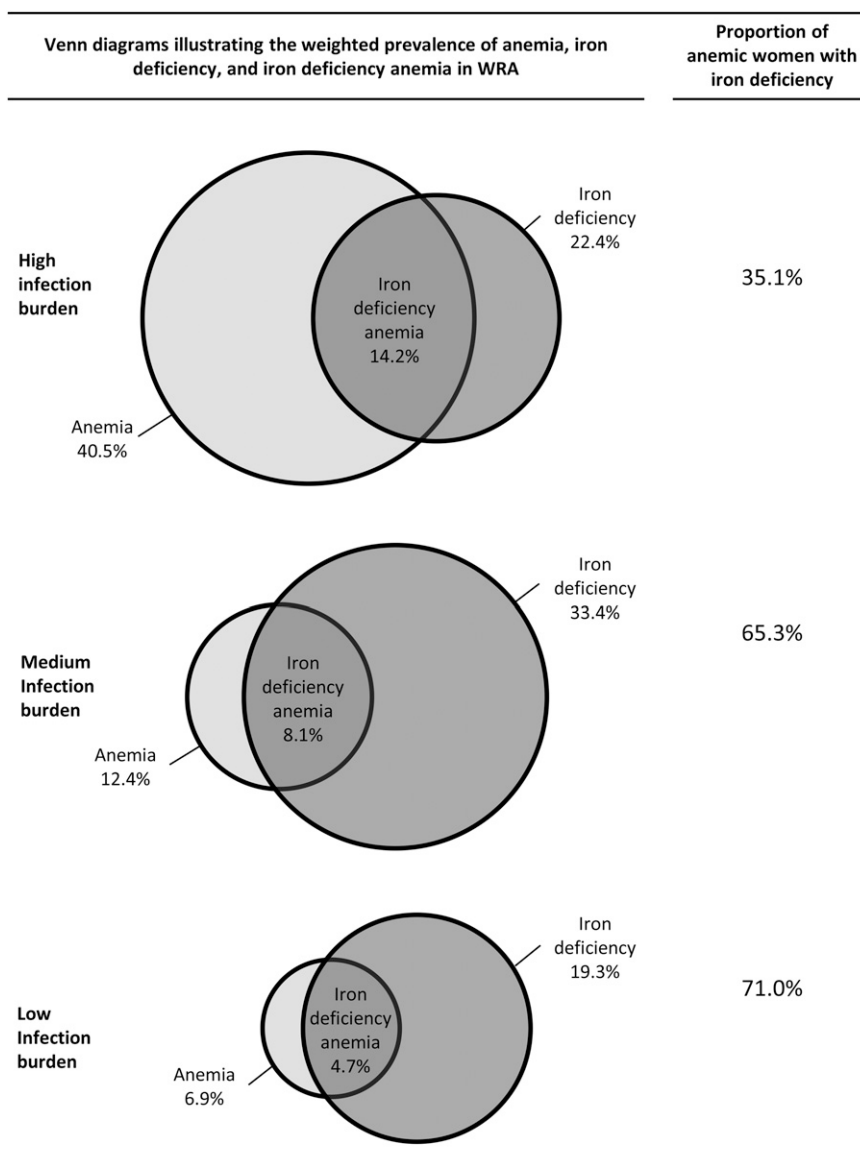 Venn diagrams illustrating the weighted prevalence of anemia, iron
deficiency, and iron deficiency anemia in WRA
Proportion of
anemic women with
iron deficiency
High
infection
burden
Anemia
40.5%
Iron
deficiency
anemia
14.2%
Iron
deficiency
22.4%
35.1%
Medium
Infection
burden
Anemia
12.4%
Iron
deficiency
anemia
8.1%
Iron
deficiency
33.4%
65.3%
Low
Infection
burden
Anemia
6.9%
Iron
deficiency
anemia
4.7%
Iron
deficiency
19.3%
71.0%